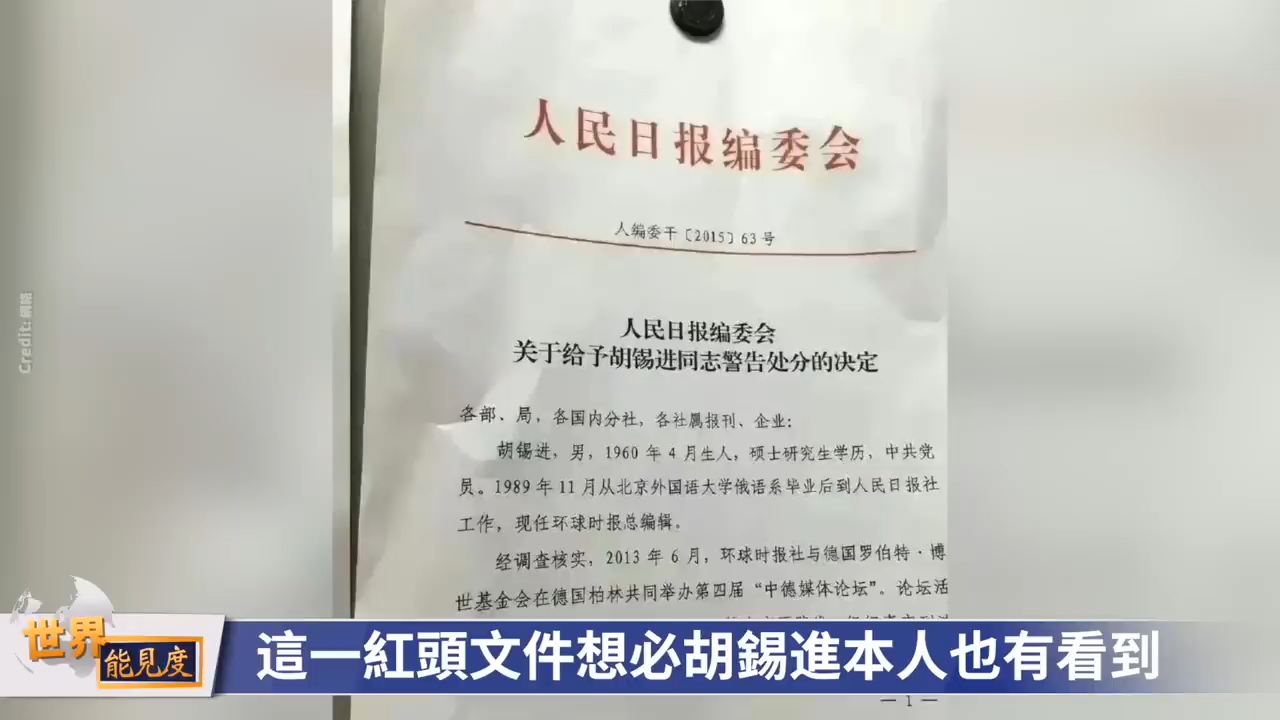 人民日报编委会
人编委干〔2015〕63号
人民日报编委会
关于给予胡锡进同志警告处分的决定
各部、局，各国内分社，各社属报刊、企业：
胡锡进，男，1960年4月生人，硕士研究生学历，中共党
员。1989年11月从北京外国语大学俄语系毕业后到人民日报社
工作，现任环球时报总编辑。
经调查核实，2013年6月，环球时报社与德国罗伯特·博
世基金会在德国柏林共同举办第四届“中德媒体论坛”。论坛活
Credit: 網路
世界
能見度
這一紅頭文件想必胡錫進本人也有看到
— 1 —